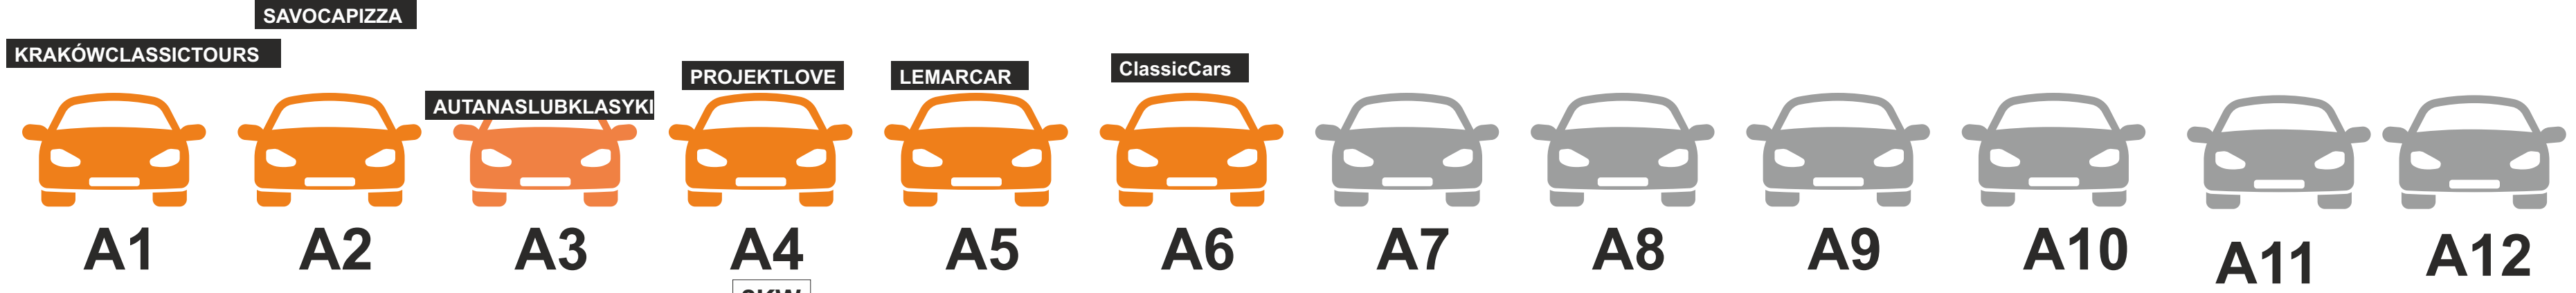 SAVOCAPIZZA
KRAKÓWCLASSICTOURS
ClassicCars
PROJEKTLOVE
LEMARCAR
AUTANASLUBKLASYKI
A1 A2 A3 A4 A5 A6 A7 A8 A9 A10 A11 A12